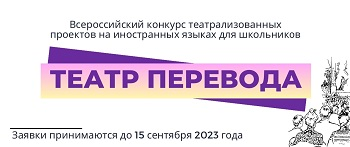 Всероссийский конкурс театрализованных
проектов на иностранных языках для школьников
ТЕАТР ПЕРЕВОДА
Заявки принимаются до 15 сентября 2023 года